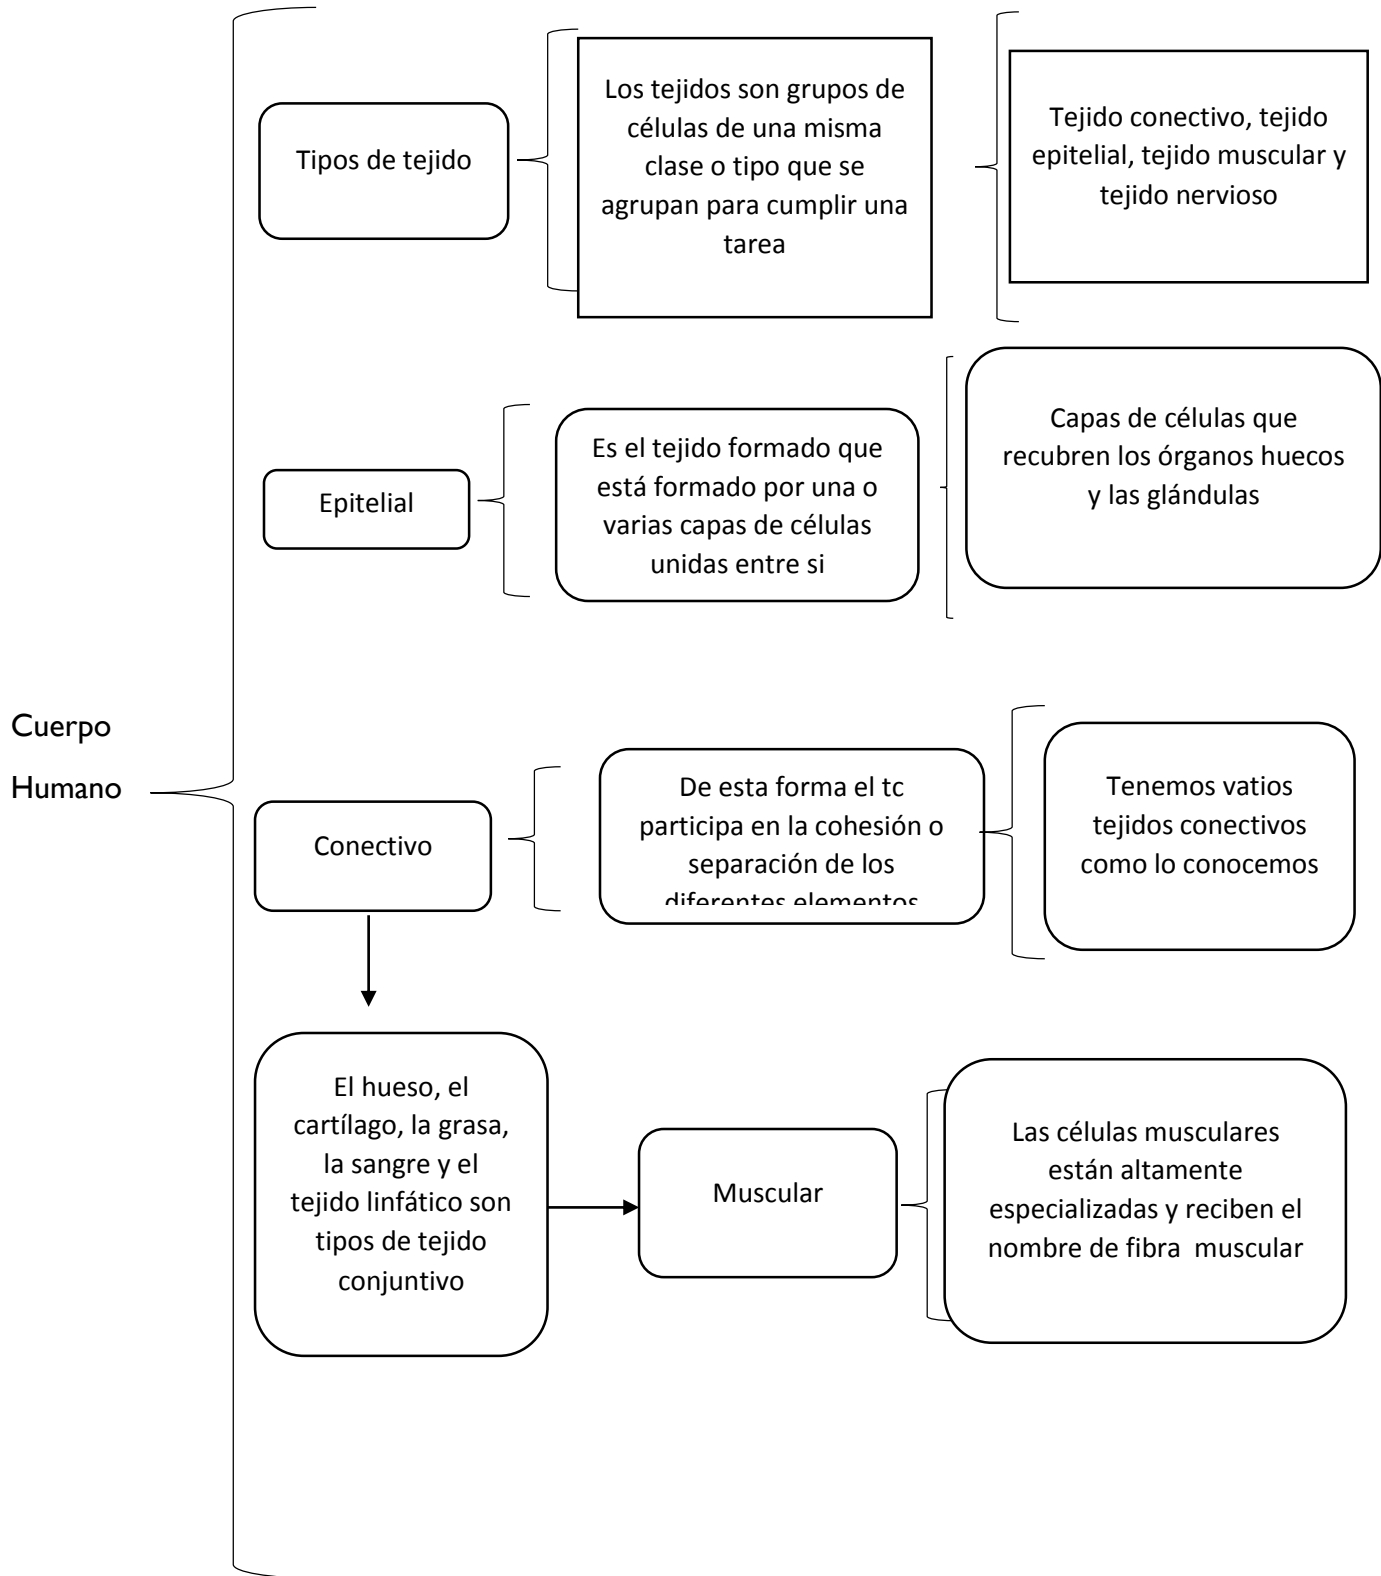 Tipos de tejido
Los tejidos son grupos de
células de una misma
clase o tipo que se
agrupan para cumplir una
tarea
Tejido conectivo, tejido
epitelial, tejido muscular y
tejido nervioso
Epitelial
Es el tejido formado que
está formado por una o
varias capas de células
unidas entre si
Capas de células que
recubren los órganos huecos
y las glándulas
Cuerpo
Humano
Conectivo
De esta forma el tc
participa en la cohesión o
separación de los
diferentes elementos
Tenemos vatios
tejidos conectivos
como lo conocemos
El hueso, el
cartílago, la grasa,
la sangre y el
tejido linfático son
tipos de tejido
conjuntivo
Muscular
Las células musculares
están altamente
especializadas y reciben el
nombre de fibra  muscular